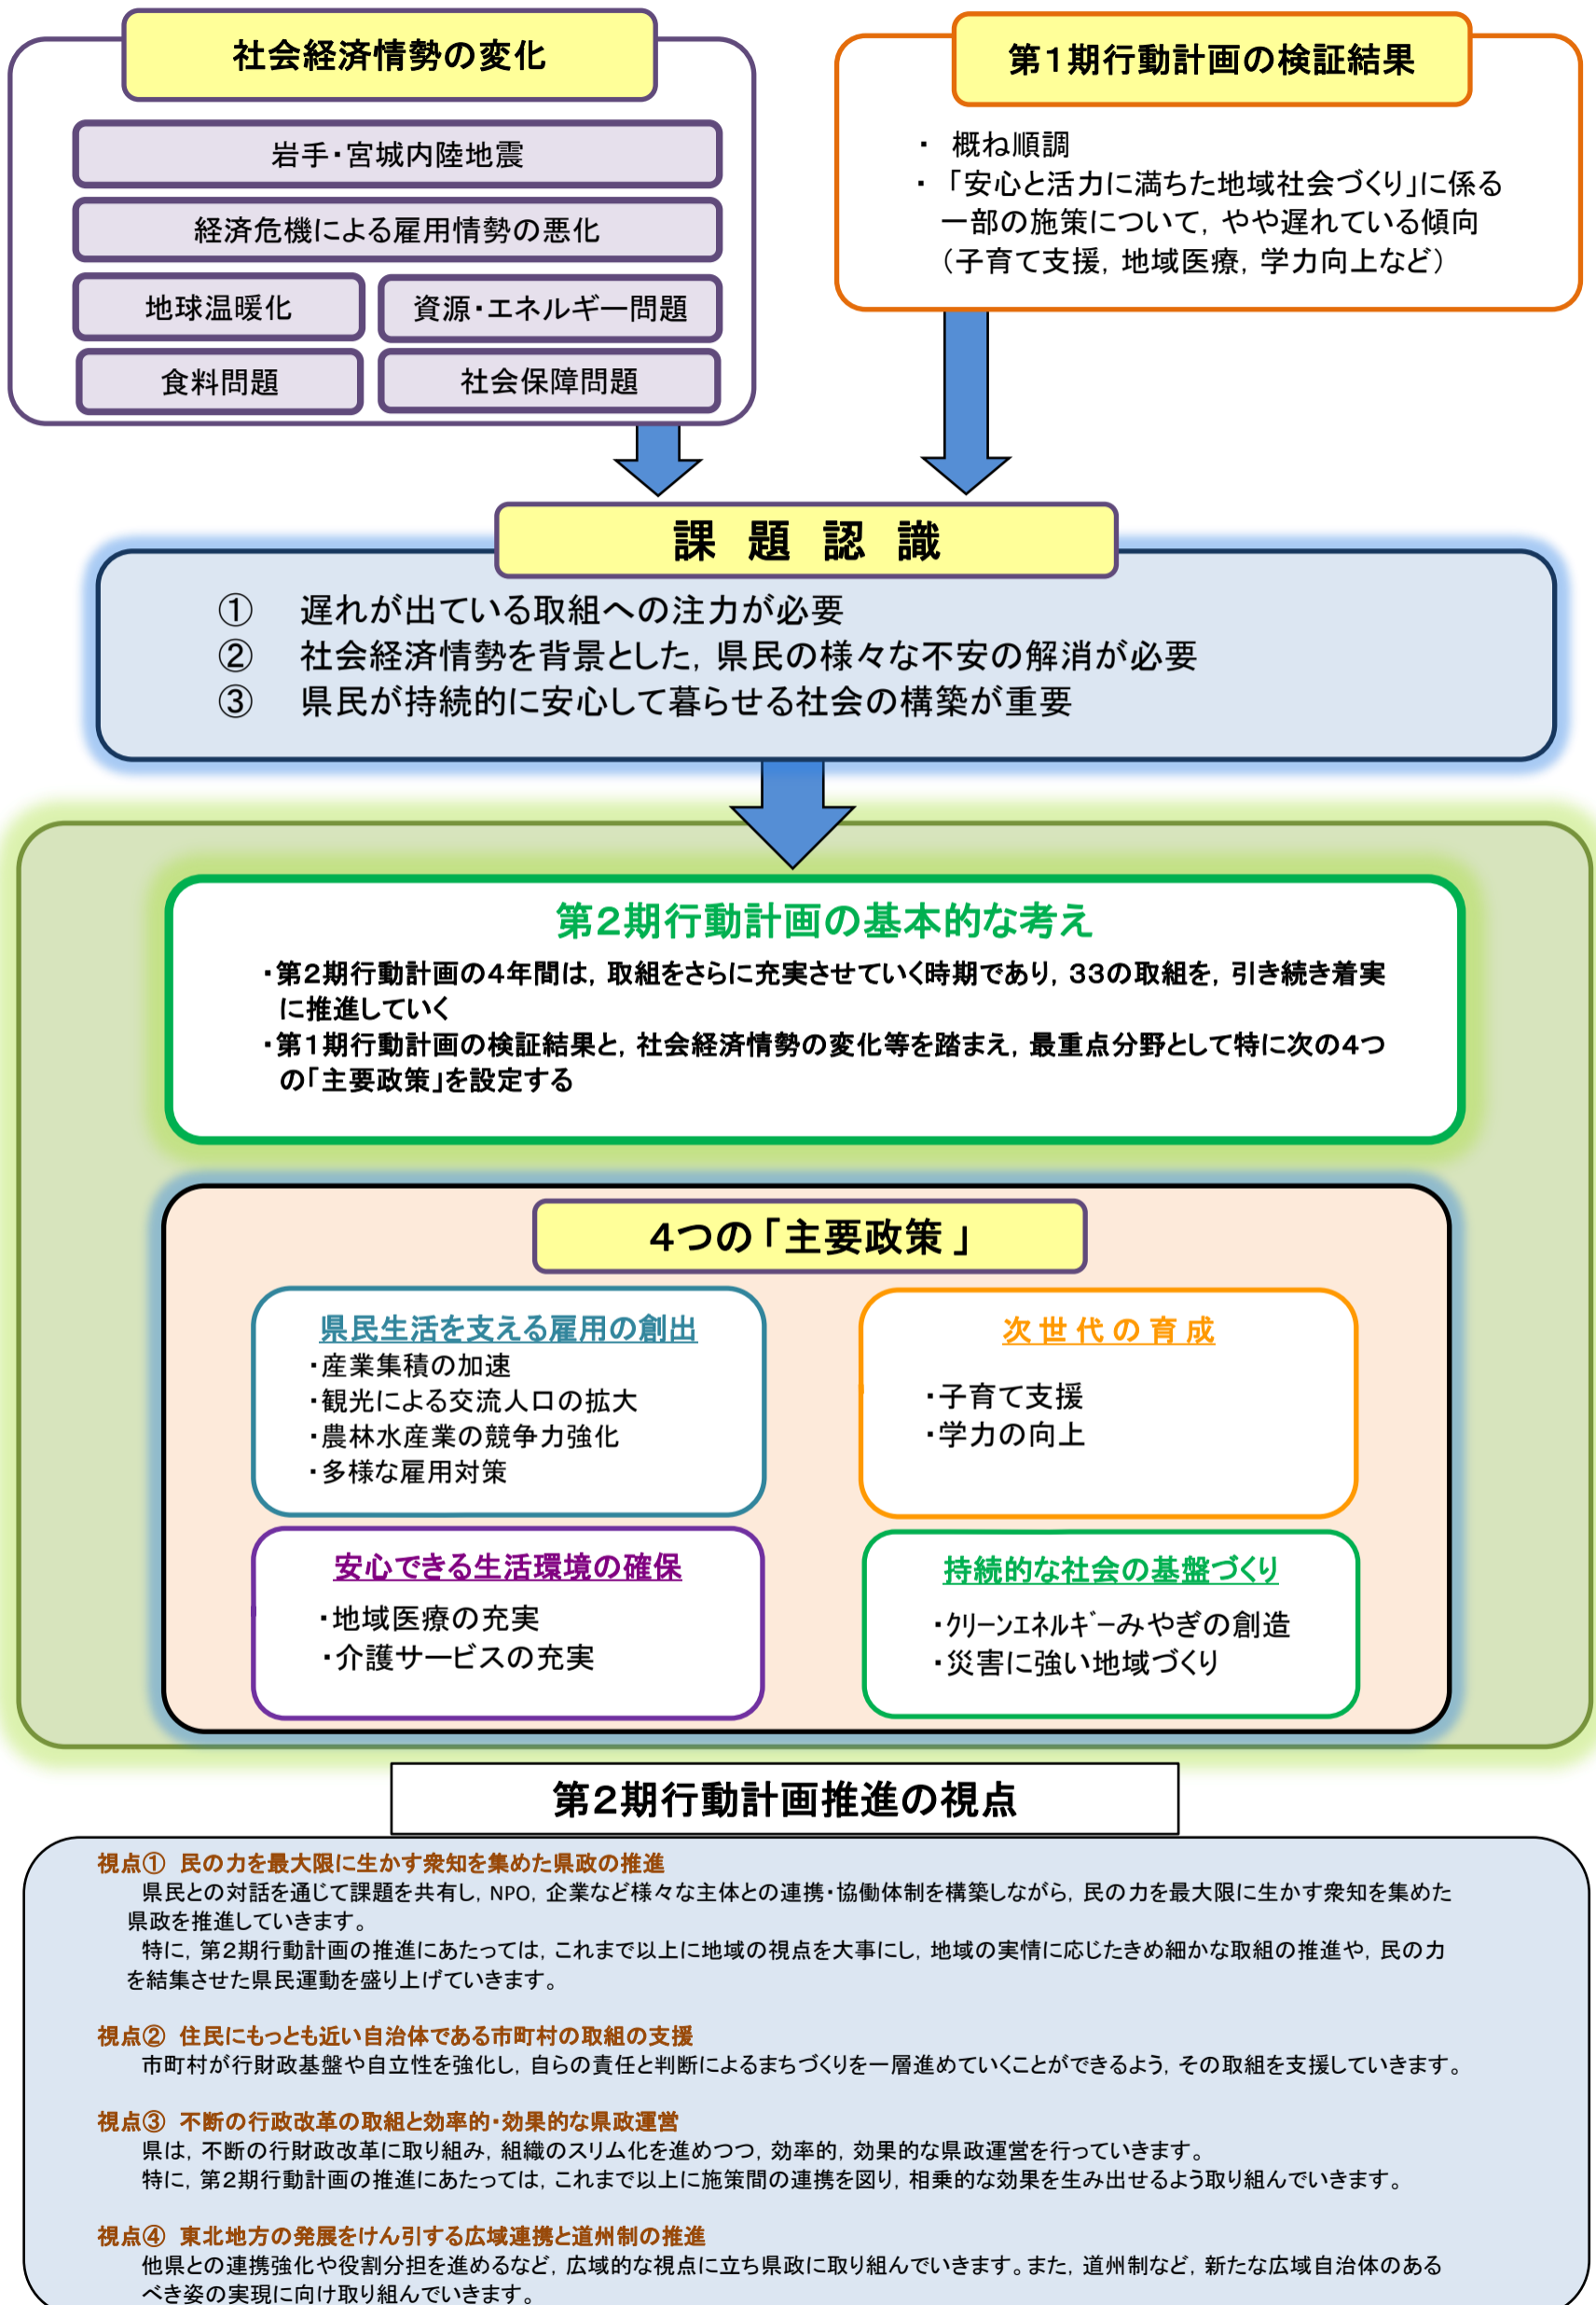 社会経済情勢の変化
岩手・宮城内陸地震
経済危機による雇用情勢の悪化
地球温暖化
資源・エネルギー問題
食料問題
社会保障問題
第1期行動計画の検証結果
・ 概ね順調
・「安心と活力に満ちた地域社会づくり」に係る
一部の施策について，やや遅れている傾向
（子育て支援，地域医療，学力向上など）
課 題 認 識
① 遅れが出ている取組への注力が必要
② 社会経済情勢を背景とした，県民の様々な不安の解消が必要
③ 県民が持続的に安心して暮らせる社会の構築が重要
第2期行動計画の基本的な考え
・第2期行動計画の4年間は，取組をさらに充実させていく時期であり，33の取組を，引き続き着実
に推進していく
・第1期行動計画の検証結果と，社会経済情勢の変化等を踏まえ，最重点分野として特に次の4つ
の「主要政策」を設定する
4つの「主要政策」
県民生活を支える雇用の創出
・産業集積の加速
・観光による交流人口の拡大
・農林水産業の競争力強化
・多様な雇用対策
次 世 代 の 育 成
・子育て支援
・学力の向上
安心できる生活環境の確保
・地域医療の充実
・介護サービスの充実
持続的な社会の基盤づくり
・ｸﾘｰﾝｴﾈﾙｷﾞｰみやぎの創造
・災害に強い地域づくり
第2期行動計画推進の視点
視点① 民の力を最大限に生かす衆知を集めた県政の推進
県民との対話を通じて課題を共有し，NPO，企業など様々な主体との連携・協働体制を構築しながら，民の力を最大限に生かす衆知を集めた
県政を推進していきます。
特に，第2期行動計画の推進にあたっては，これまで以上に地域の視点を大事にし，地域の実情に応じたきめ細かな取組の推進や，民の力
を結集させた県民運動を盛り上げていきます。
視点② 住民にもっとも近い自治体である市町村の取組の支援
市町村が行財政基盤や自立性を強化し，自らの責任と判断によるまちづくりを一層進めていくことができるよう，その取組を支援していきます。
視点③ 不断の行政改革の取組と効率的・効果的な県政運営
県は，不断の行財政改革に取り組み，組織のスリム化を進めつつ，効率的，効果的な県政運営を行っていきます。
特に，第2期行動計画の推進にあたっては，これまで以上に施策間の連携を図り，相乗的な効果を生み出せるよう取り組んでいきます。
視点④ 東北地方の発展をけん引する広域連携と道州制の推進
他県との連携強化や役割分担を進めるなど，広域的な視点に立ち県政に取り組んでいきます。また，道州制など，新たな広域自治体のある
べき姿の実現に向け取り組んでいきます。